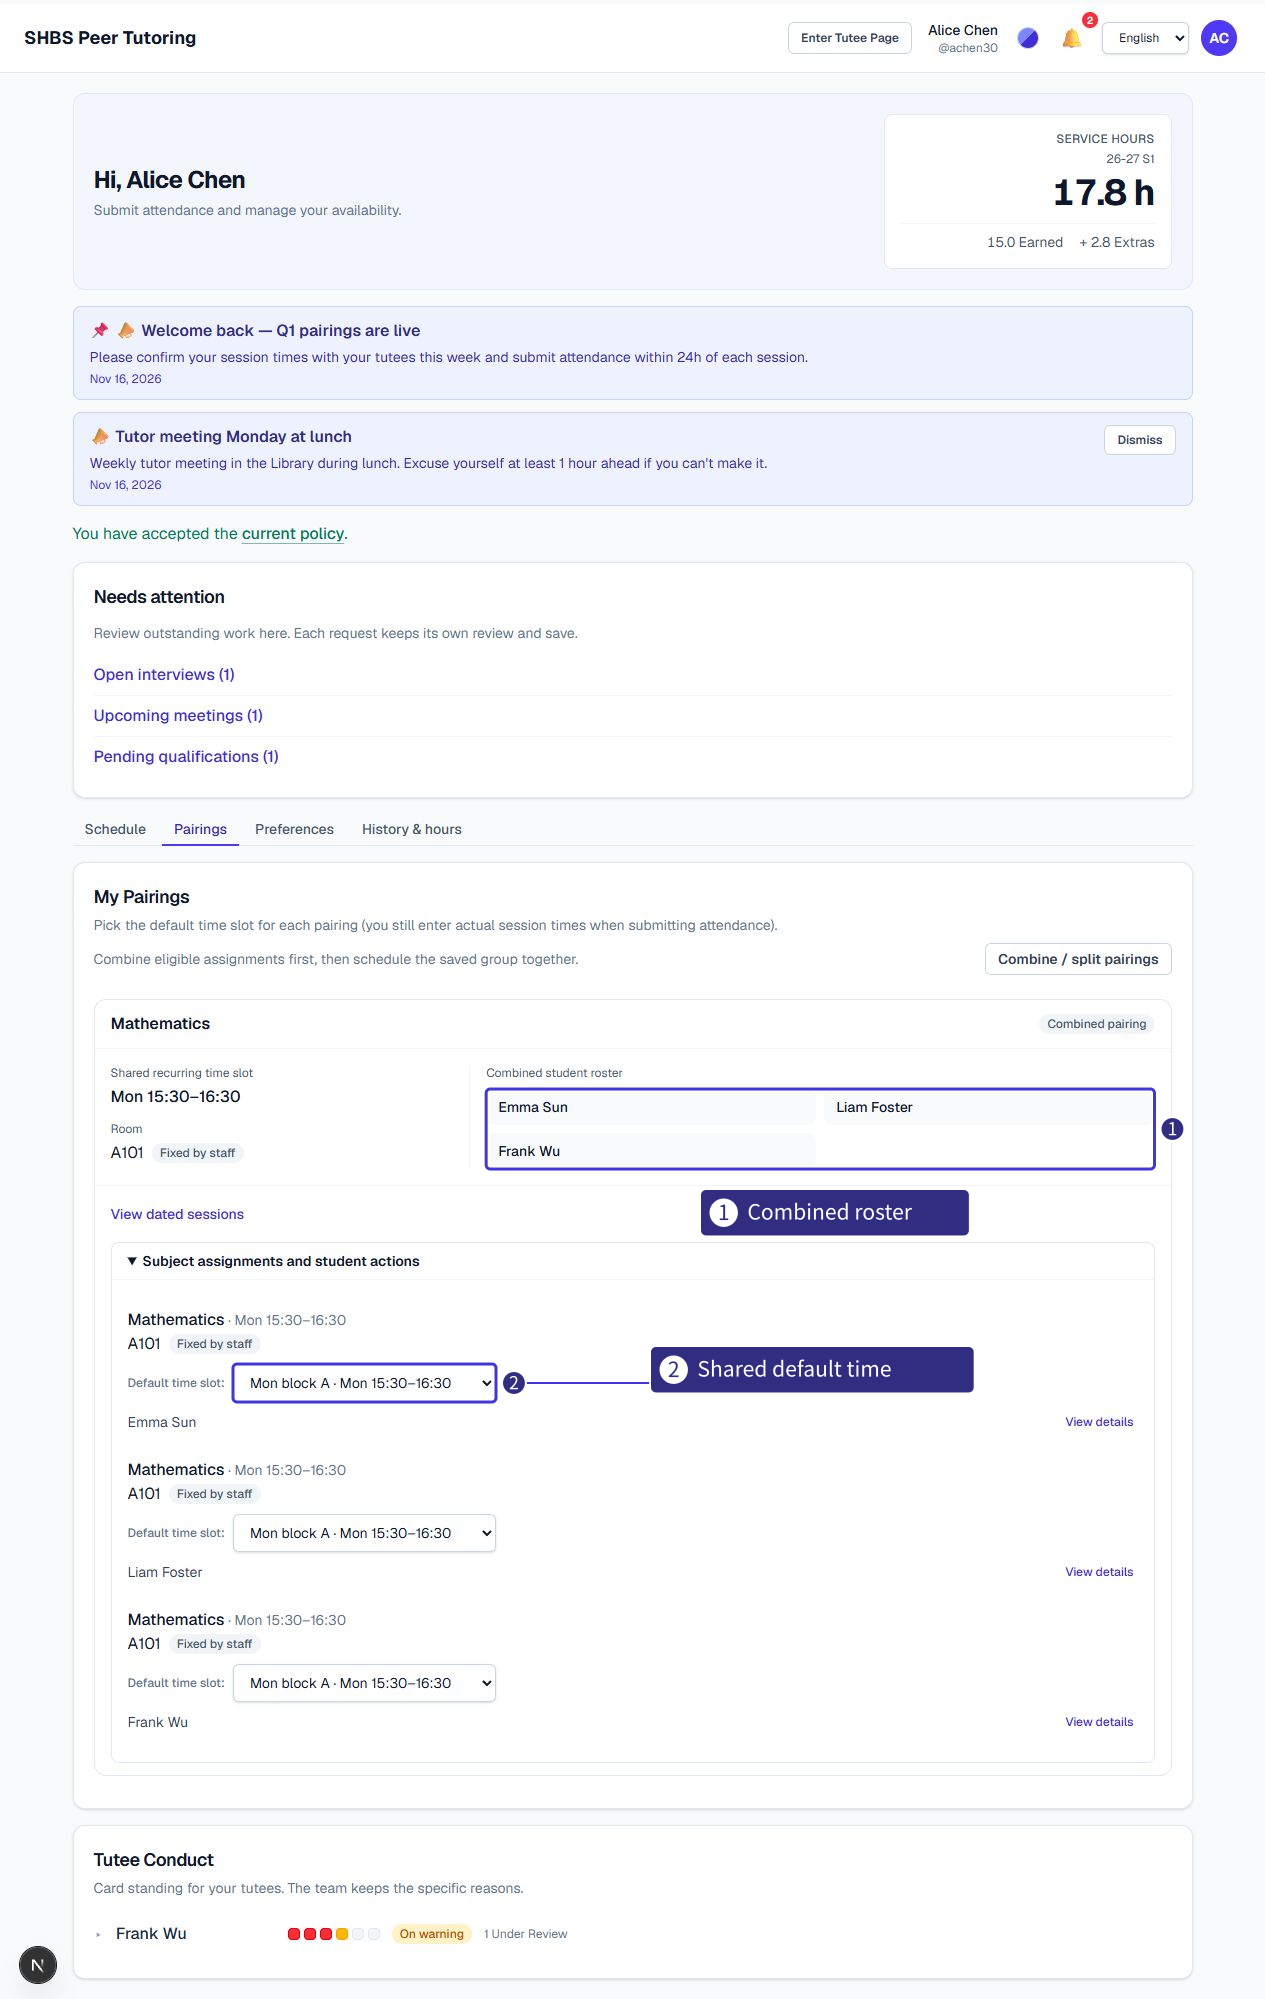 SHBS Peer Tutoring
Enter Tutee Page
Alice Chen
@achen30
2
English
AC
Hi, Alice Chen
Submit attendance and manage your availability.
SERVICE HOURS
26-27 S1
17.8 h
15.0 Earned + 2.8 Extras
Welcome back — Q1 pairings are live
Please confirm your session times with your tutees this week and submit attendance within 24h of each session.
Nov 16, 2026
Tutor meeting Monday at lunch
Dismiss
Weekly tutor meeting in the Library during lunch. Excuse yourself at least 1 hour ahead if you can't make it.
Nov 16, 2026
You have accepted the current policy.
Needs attention
Review outstanding work here. Each request keeps its own review and save.
Open interviews (1)
Upcoming meetings (1)
Pending qualifications (1)
Schedule Pairings Preferences History & hours
My Pairings
Pick the default time slot for each pairing (you still enter actual session times when submitting attendance).
Combine eligible assignments first, then schedule the saved group together.
Combine / split pairings
Mathematics
Combined pairing
Shared recurring time slot
Mon 15:30–16:30
Room
A101 Fixed by staff
Combined student roster
Emma Sun Liam Foster
Frank Wu
1
View dated sessions
1 Combined roster
▼ Subject assignments and student actions
Mathematics · Mon 15:30–16:30
A101 Fixed by staff
Default time slot: Mon block A · Mon 15:30–16:30
2
2 Shared default time
Emma Sun View details
Mathematics · Mon 15:30–16:30
A101 Fixed by staff
Default time slot: Mon block A · Mon 15:30–16:30
Liam Foster View details
Mathematics · Mon 15:30–16:30
A101 Fixed by staff
Default time slot: Mon block A · Mon 15:30–16:30
Frank Wu View details
Tutee Conduct
Card standing for your tutees. The team keeps the specific reasons.
Frank Wu On warning 1 Under Review
N